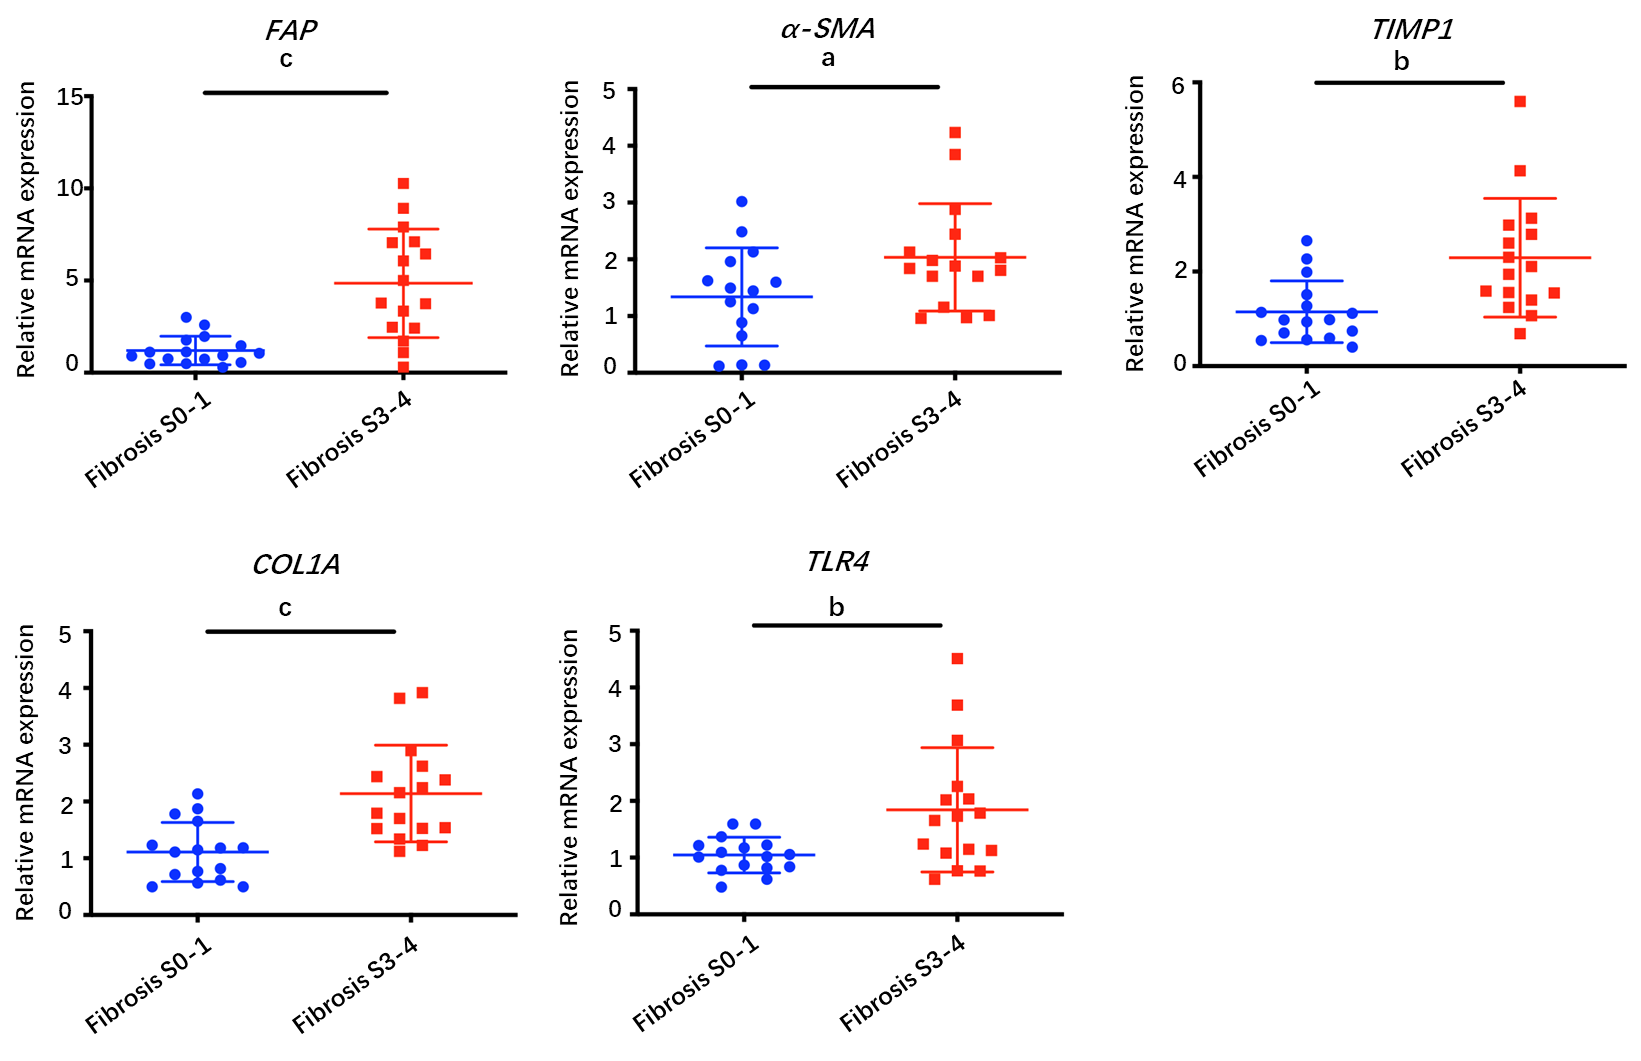 FAP
c
Relative mRNA expression
15
10
5
0
Fibrosis S0-1
Fibrosis S3-4
α-SMA
a
Relative mRNA expression
5
4
3
2
1
0
Fibrosis S0-1
Fibrosis S3-4
TIMP1
b
Relative mRNA expression
6
4
2
0
Fibrosis S0-1
Fibrosis S3-4
COL1A
c
Relative mRNA expression
5
4
3
2
1
0
Fibrosis S0-1
Fibrosis S3-4
TLR4
b
Relative mRNA expression
5
4
3
2
1
0
Fibrosis S0-1
Fibrosis S3-4